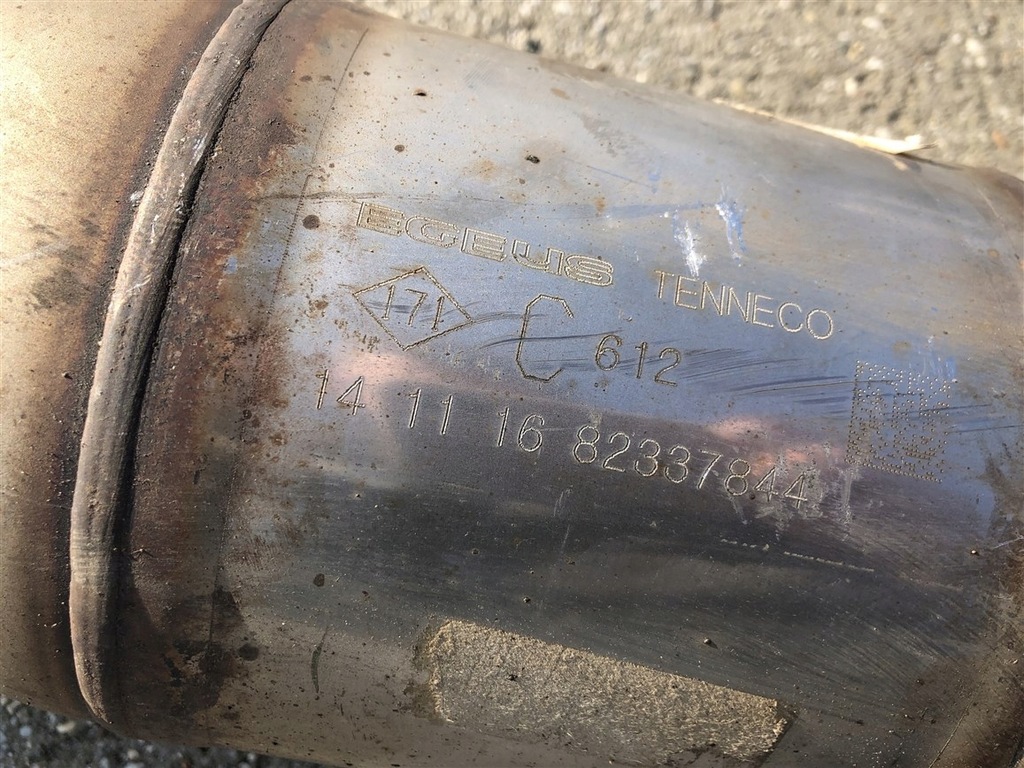 EGEUS TENNECO
171 C 612
14 11 16 82337844